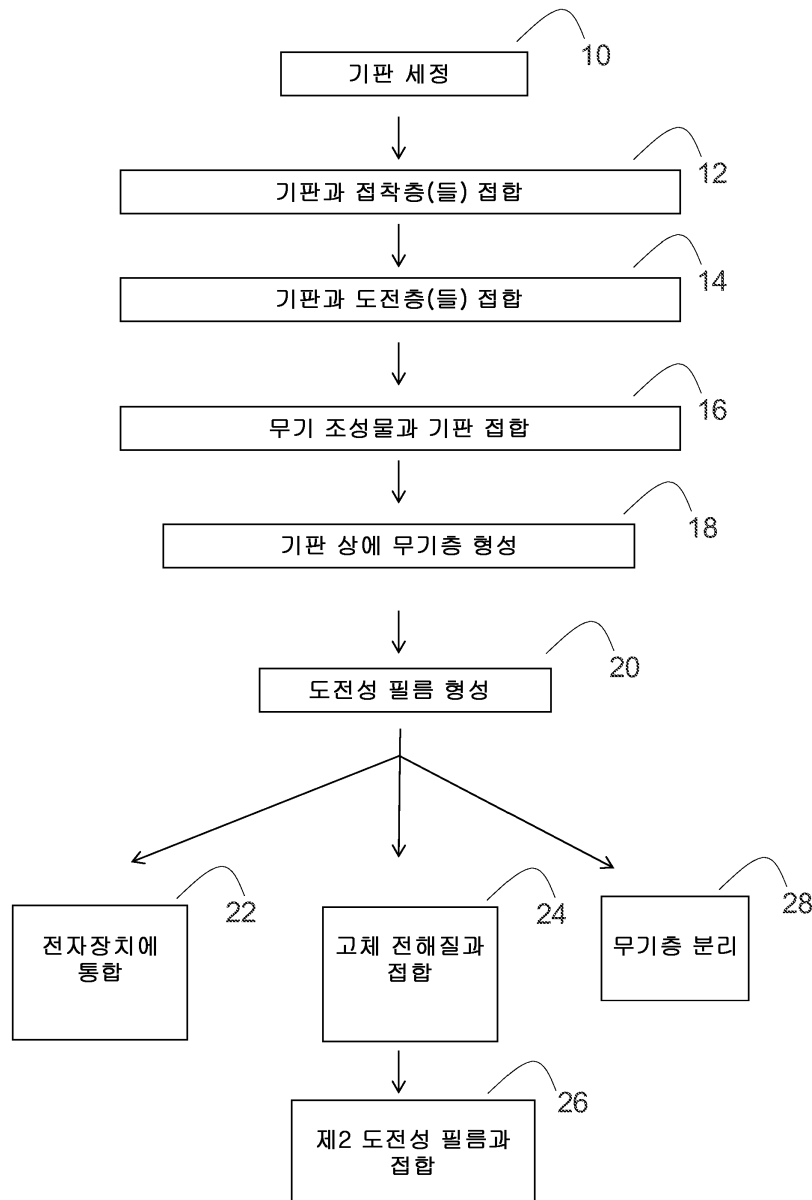 10
기판 세정
12
기판과 접착층(들) 접합
14
기판과 도전층(들) 접합
16
무기 조성물과 기판 접합
18
기판 상에 무기층 형성
20
도전성 필름 형성
22
전자장치에
통합
24
고체 전해질과
접합
28
무기층 분리
26
제2 도전성 필름과
접합